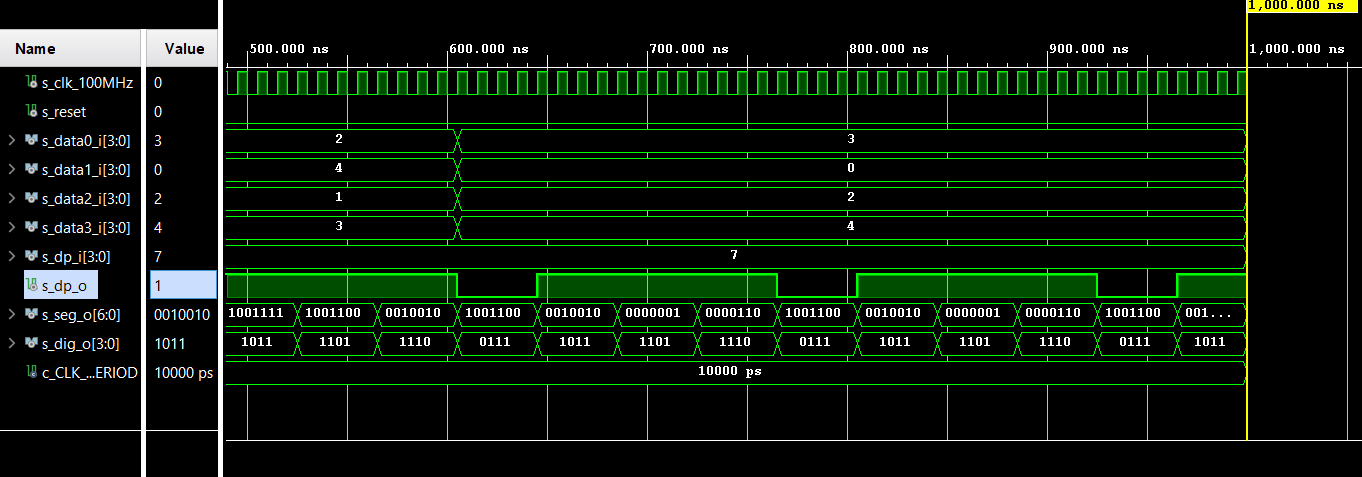 1,000.000 ns
Name Value 500.000 ns 600.000 ns 700.000 ns 800.000 ns 900.000 ns 1,000.000 ns
s_clk_100MHz 0
s_reset 0
s_data0_i[3:0] 3 2 3
s_data1_i[3:0] 0 4 0
s_data2_i[3:0] 2 1 2
s_data3_i[3:0] 4 3 4
s_dp_i[3:0] 7 7
s_dp_o 1
s_seg_o[6:0] 0010010 1001111 1001100 0010010 1001100 0010010 0000001 0000110 1001100 0010010 0000001 0000110 1001100 001...
s_dig_o[3:0] 1011 1011 1101 1110 0111 1011 1101 1110 0111 1011 1101 1110 0111 1011
c_CLK_...ERIOD 10000 ps 10000 ps